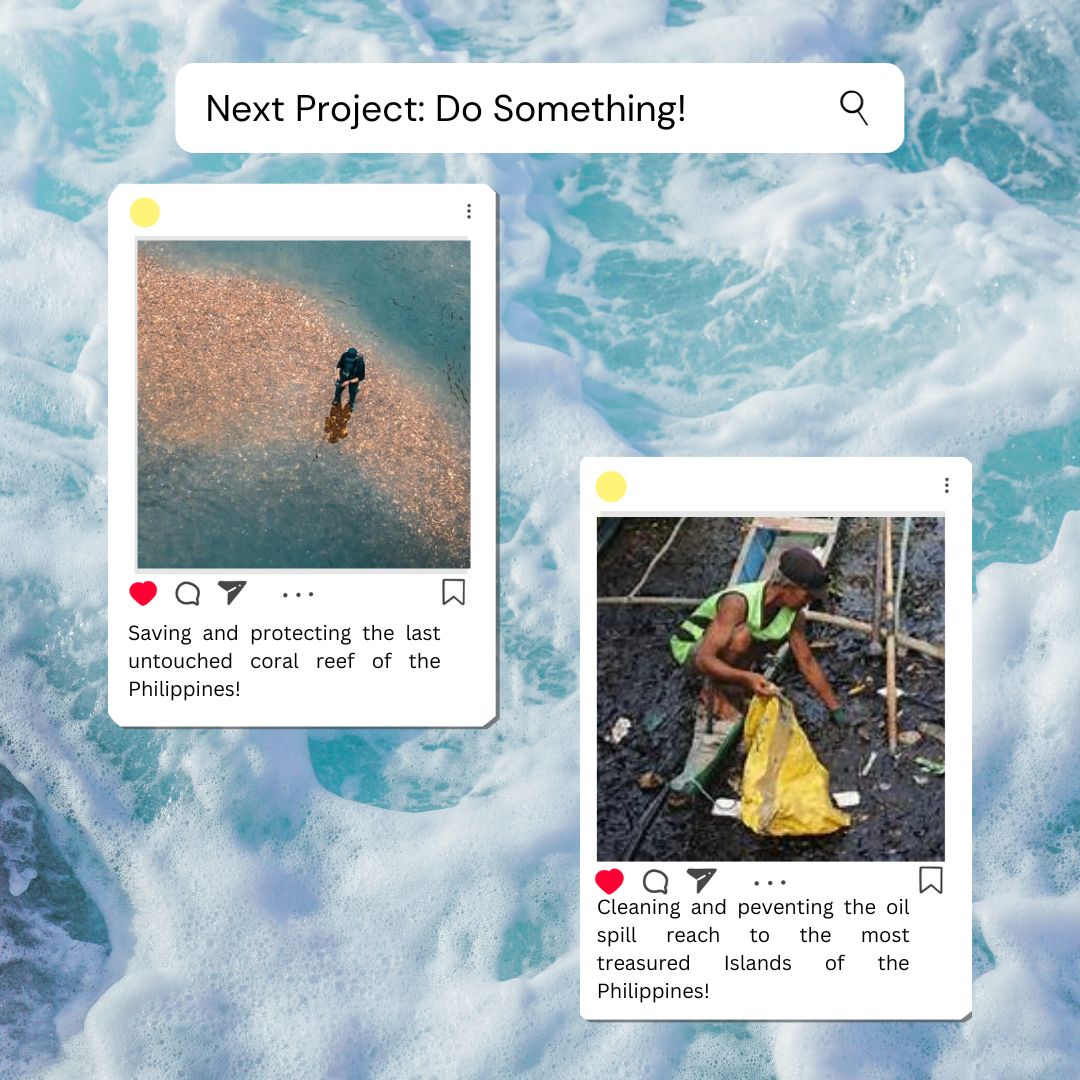 Next Project: Do Something!
Saving and protecting the last
untouched coral reef of the
Philippines!
Cleaning and peventing the oil
spill reach to the most
treasured Islands of the
Philippines!